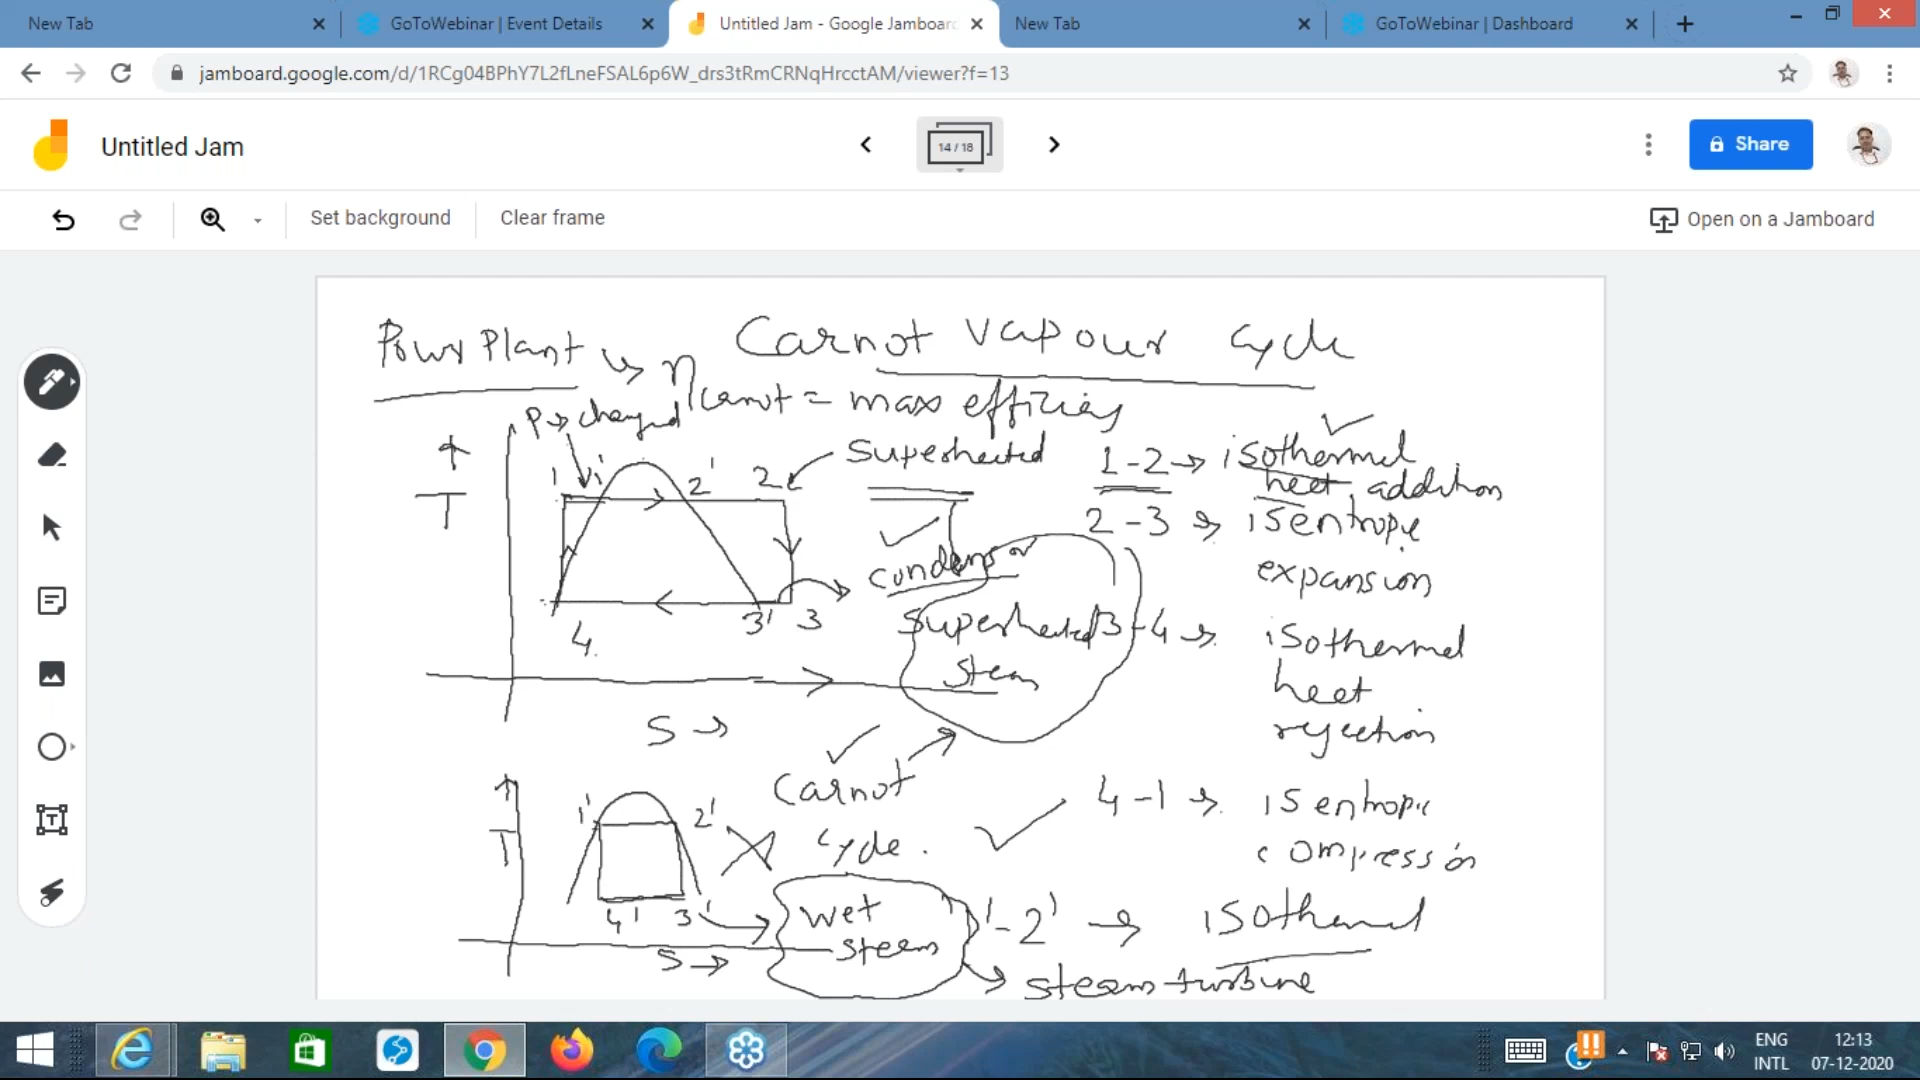 New Tab
GoToWebinar | Event Details
Untitled Jam - Google Jamboard
New Tab
GoToWebinar | Dashboard
jamboard.google.com/d/1RCg04BPhY7L2fLneFSAL6p6W_drs3tRmCRNqHrcctAM/viewer?f=13
Untitled Jam
14 / 18
Share
Set background
Clear frame
Open on a Jamboard
Power Plant → Carnot vapour cycle
ηcarnot = max efficiency
P → changed
T
1 1' 2' 2
superheated
1-2 → isothermal
heat addition
2-3 → isentropic
expansion
condensor
4 3' 3
superheated
steam
3-4 → isothermal
heat
rejection
S →
Carnot
cycle.
T
1' 2'
4' 3'
S →
wet
steam
4-1 → isentropic
compression
1'-2' → isothermal
steam turbine
ENG
INTL
12:13
07-12-2020